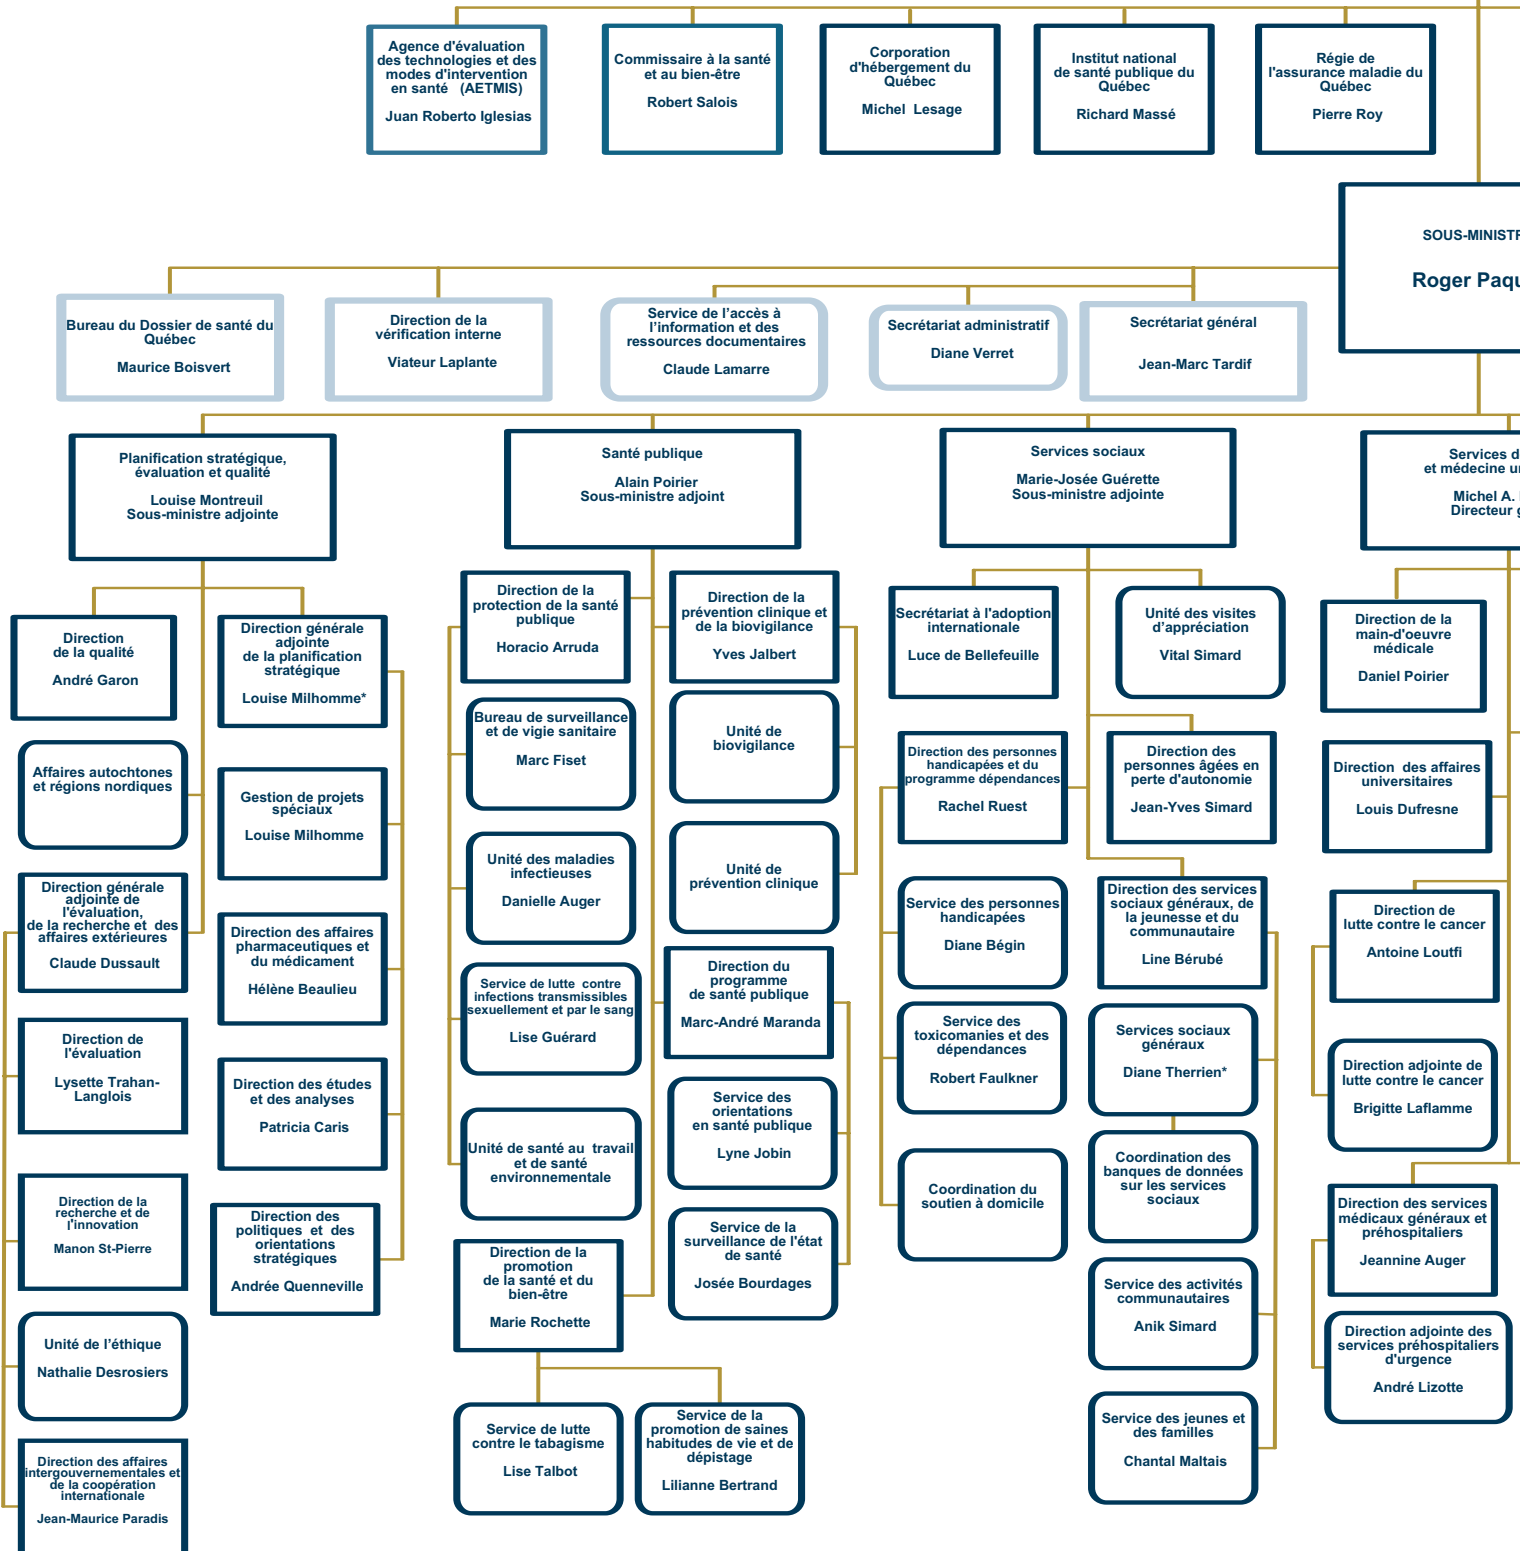 Agence d'évaluation
des technologies et des
modes d'intervention
en santé (AETMIS)
Juan Roberto Iglesias
Commissaire à la santé
et au bien-être
Robert Salois
Corporation
d'hébergement du
Québec
Michel Lesage
Institut national
de santé publique du
Québec
Richard Massé
Régie de
l'assurance maladie du
Québec
Pierre Roy
SOUS-MINISTR
Roger Paqu
Bureau du Dossier de santé du
Québec
Maurice Boisvert
Direction de la
vérification interne
Viateur Laplante
Service de l'accès à
l'information et des
ressources documentaires
Claude Lamarre
Secrétariat administratif
Diane Verret
Secrétariat général
Jean-Marc Tardif
Planification stratégique,
évaluation et qualité
Louise Montreuil
Sous-ministre adjointe
Santé publique
Alain Poirier
Sous-ministre adjoint
Services sociaux
Marie-Josée Guérette
Sous-ministre adjointe
Services d
et médecine un
Michel A.
Directeur g
Direction
de la qualité
André Garon
Direction générale
adjointe
de la planification
stratégique
Louise Milhomme*
Affaires autochtones
et régions nordiques
Gestion de projets
spéciaux
Louise Milhomme
Direction générale
adjointe de
l'évaluation,
de la recherche et des
affaires extérieures
Claude Dussault
Direction des affaires
pharmaceutiques et
du médicament
Hélène Beaulieu
Direction de
l'évaluation
Lysette Trahan-
Langlois
Direction des études
et des analyses
Patricia Caris
Direction de la
recherche et de
l'innovation
Manon St-Pierre
Direction des
politiques et des
orientations
stratégiques
Andrée Quenneville
Unité de l'éthique
Nathalie Desrosiers
Direction des affaires
intergouvernementales et
de la coopération
internationale
Jean-Maurice Paradis
Direction de la
protection de la santé
publique
Horacio Arruda
Direction de la
prévention clinique et
de la biovigilance
Yves Jalbert
Bureau de surveillance
et de vigie sanitaire
Marc Fiset
Unité de
biovigilance
Unité des maladies
infectieuses
Danielle Auger
Unité de
prévention clinique
Service de lutte contre
infections transmissibles
sexuellement et par le sang
Lise Guérard
Direction du
programme
de santé publique
Marc-André Maranda
Unité de santé au travail
et de santé
environnementale
Service des
orientations
en santé publique
Lyne Jobin
Direction de la
promotion
de la santé et du
bien-être
Marie Rochette
Service de la
surveillance de l'état
de santé
Josée Bourdages
Service de lutte
contre le tabagisme
Lise Talbot
Service de la
promotion de saines
habitudes de vie et de
dépistage
Lilianne Bertrand
Secrétariat à l'adoption
internationale
Luce de Bellefeuille
Unité des visites
d'appréciation
Vital Simard
Direction des personnes
handicapées et du
programme dépendances
Rachel Ruest
Direction des
personnes âgées en
perte d'autonomie
Jean-Yves Simard
Service des personnes
handicapées
Diane Bégin
Direction des services
sociaux généraux, de
la jeunesse et du
communautaire
Line Bérubé
Service des
toxicomanies et des
dépendances
Robert Faulkner
Services sociaux
généraux
Diane Therrien*
Coordination du
soutien à domicile
Coordination des
banques de données
sur les services
sociaux
Service des activités
communautaires
Anik Simard
Service des jeunes et
des familles
Chantal Maltais
Direction de la
main-d'oeuvre
médicale
Daniel Poirier
Direction des affaires
universitaires
Louis Dufresne
Direction de
lutte contre le cancer
Antoine Loutfi
Direction adjointe de
lutte contre le cancer
Brigitte Laflamme
Direction des services
médicaux généraux et
préhospitaliers
Jeannine Auger
Direction adjointe des
services préhospitaliers
d'urgence
André Lizotte